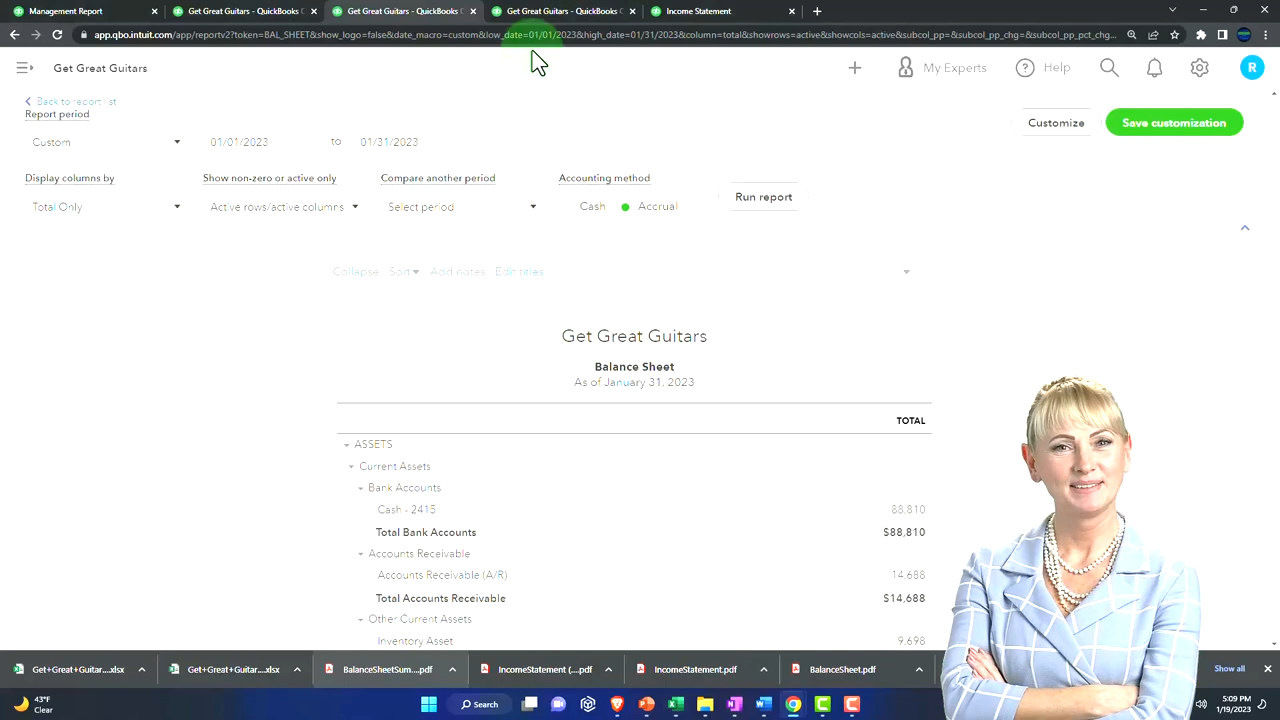 Management Report
Get Great Guitars - QuickBooks C
Get Great Guitars - QuickBooks C
Get Great Guitars - QuickBooks C
Income Statement
app.qbo.intuit.com/app/reportv2?token=BAL_SHEET&show_logo=false&date_macro=custom&low_date=01/01/2023&high_date=01/31/2023&column=total&showrows=active&showcols=active&subcol_pp=&subcol_pp_chg=&subcol_pp_pct_chg...
Get Great Guitars
My Experts
Help
R
Back to report list
Report period
Custom
01/01/2023
to
01/31/2023
Customize
Save customization
Display columns by
Show non-zero or active only
Compare another period
Accounting method
Total Only
Active rows/active columns
Select period
Cash
Accrual
Run report
Collapse
Sort
Add notes
Edit titles
Get Great Guitars
Balance Sheet
As of January 31, 2023
TOTAL
ASSETS
Current Assets
Bank Accounts
Cash - 2415 88,810
Total Bank Accounts $88,810
Accounts Receivable
Accounts Receivable (A/R) 14,688
Total Accounts Receivable $14,688
Other Current Assets
Inventory Asset 9,698
Get+Great+Guitar....xlsx
Get+Great+Guitar....xlsx
BalanceSheetSum....pdf
IncomeStatement (....pdf
IncomeStatement.pdf
BalanceSheet.pdf
Show all
43°F
Clear
Search
5:09 PM
1/19/2023